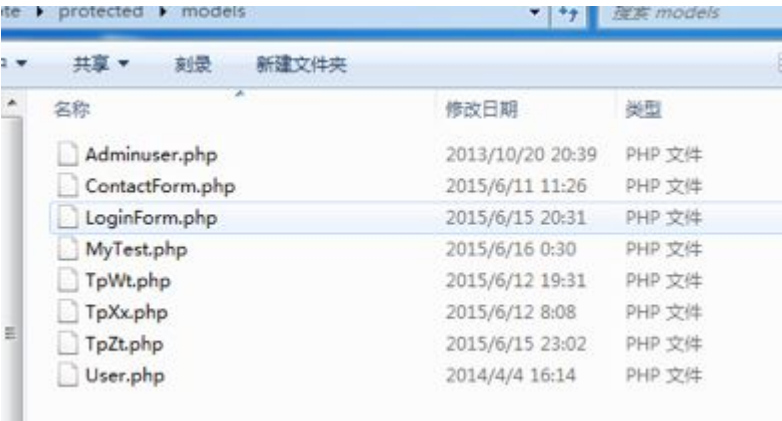 protected models
搜索 models
共享 刻录 新建文件夹
名称 修改日期 类型
Adminuser.php 2013/10/20 20:39 PHP 文件
ContactForm.php 2015/6/11 11:26 PHP 文件
LoginForm.php 2015/6/15 20:31 PHP 文件
MyTest.php 2015/6/16 0:30 PHP 文件
TpWt.php 2015/6/12 19:31 PHP 文件
TpXx.php 2015/6/12 8:08 PHP 文件
TpZt.php 2015/6/15 23:02 PHP 文件
User.php 2014/4/4 16:14 PHP 文件